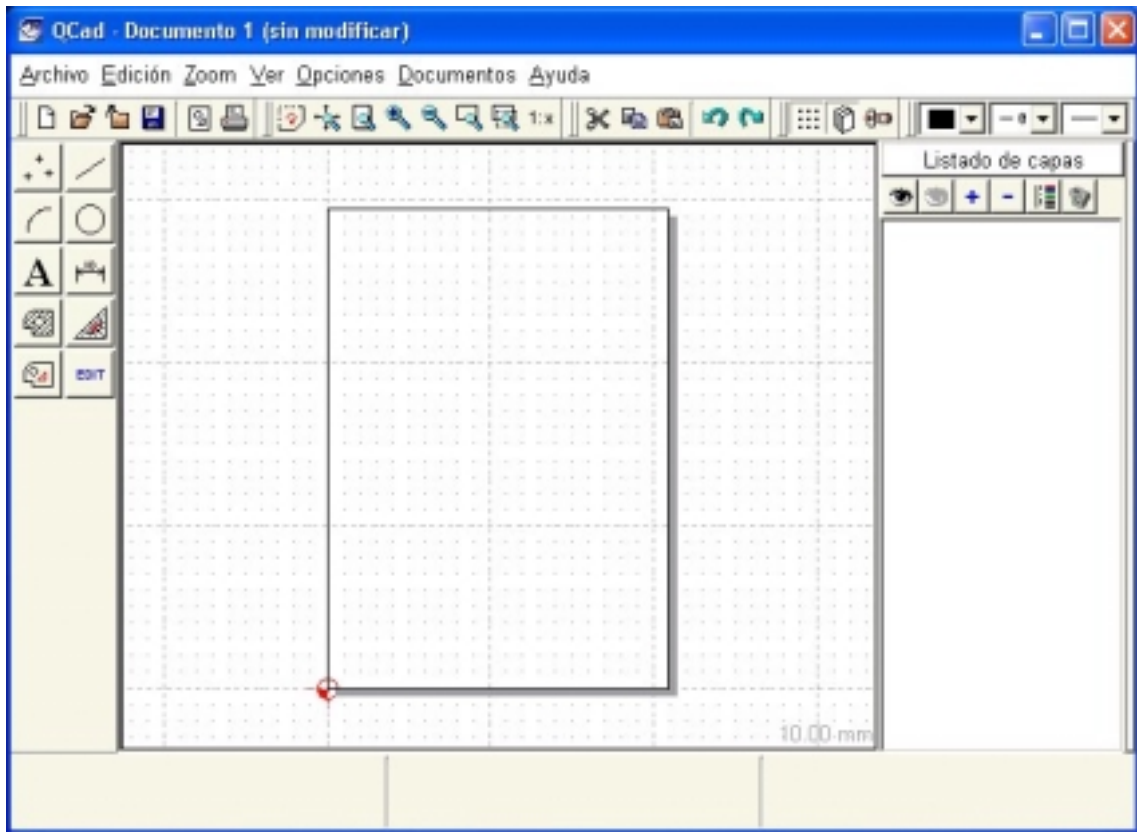 QCad - Documento 1 (sin modificar)
Archivo Edición Zoom Ver Opciones Documentos Ayuda
1:x
- 0
Listado de capas
A
EDIT
10.00 mm